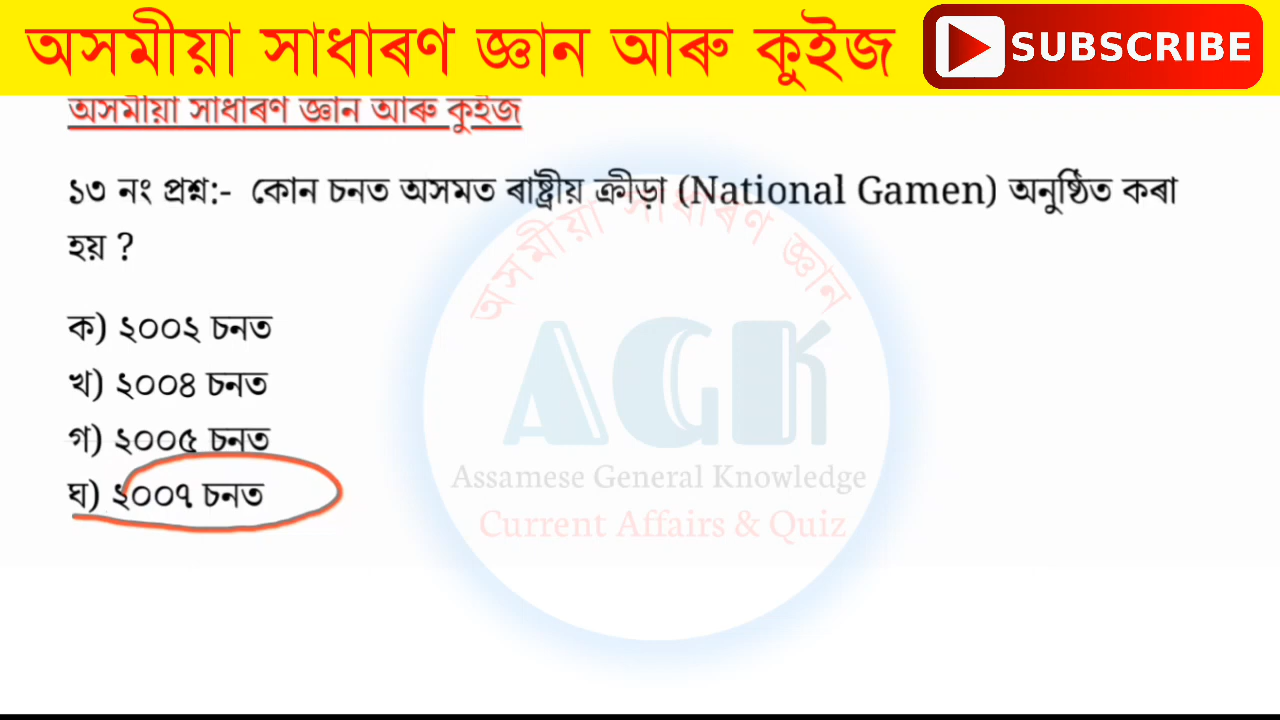 অসমীয়া সাধাৰণ জ্ঞান আৰু কুইজ
SUBSCRIBE
অসমীয়া সাধাৰণ জ্ঞান আৰু কুইজ
১৩ নং প্ৰশ্ন:- কোন চনত অসমত ৰাষ্ট্ৰীয় ক্ৰীড়া (National Gamen) অনুষ্ঠিত কৰা
হয় ?
ক) ২০০২ চনত
খ) ২০০৪ চনত
গ) ২০০৫ চনত
ঘ) ২০০৭ চনত
অসমীয়া সাধাৰণ জ্ঞান
AGK
Assamese General Knowledge
Current Affairs & Quiz